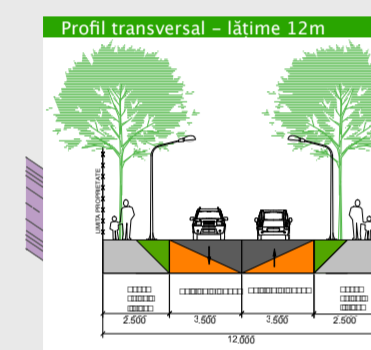 Profil transversal – lățime 12m
LIMITA PROPRIETATE
2.500 3.500 3.500 2.500
12.000